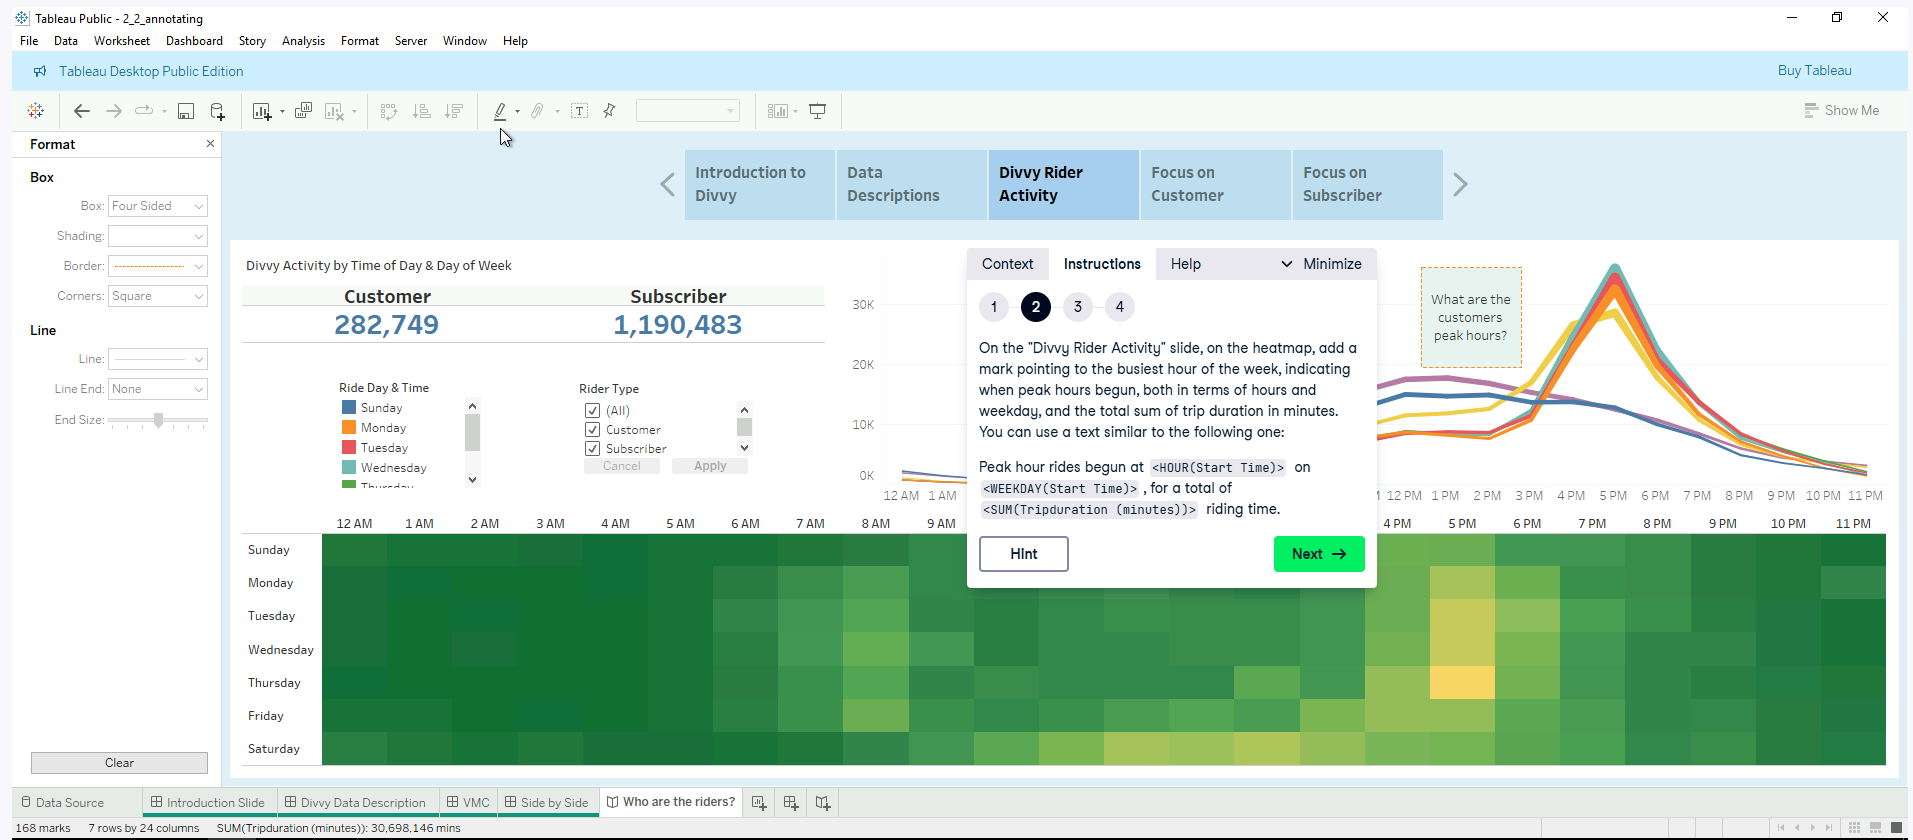 Tableau Public - 2_2_annotating
File Data Worksheet Dashboard Story Analysis Format Server Window Help
Tableau Desktop Public Edition
Buy Tableau
Show Me
Format
Box
Box: Four Sided
Shading:
Border:
Corners: Square
Line
Line:
Line End: None
End Size:
Clear
Introduction to
Divvy
Data
Descriptions
Divvy Rider
Activity
Focus on
Customer
Focus on
Subscriber
Divvy Activity by Time of Day & Day of Week
Customer Subscriber
282,749 1,190,483
Ride Day & Time
Sunday
Monday
Tuesday
Wednesday
Thursday
Rider Type
(All)
Customer
Subscriber
Cancel Apply
30K
20K
10K
0K
12 AM 1 AM
Context Instructions Help Minimize
1 2 3 4
On the "Divvy Rider Activity" slide, on the heatmap, add a
mark pointing to the busiest hour of the week, indicating
when peak hours begun, both in terms of hours and
weekday, and the total sum of trip duration in minutes.
You can use a text similar to the following one:
Peak hour rides begun at <HOUR(Start Time)> on
<WEEKDAY(Start Time)> , for a total of
<SUM(Tripduration (minutes))> riding time.
HInt
Next
What are the
customers
peak hours?
12 PM 1 PM 2 PM 3 PM 4 PM 5 PM 6 PM 7 PM 8 PM 9 PM 10 PM 11 PM
12 AM 1 AM 2 AM 3 AM 4 AM 5 AM 6 AM 7 AM 8 AM 9 AM 4 PM 5 PM 6 PM 7 PM 8 PM 9 PM 10 PM 11 PM
Sunday
Monday
Tuesday
Wednesday
Thursday
Friday
Saturday
Data Source Introduction Slide Divvy Data Description VMC Side by Side Who are the riders?
168 marks 7 rows by 24 columns SUM(Tripduration (minutes)): 30,698,146 mins